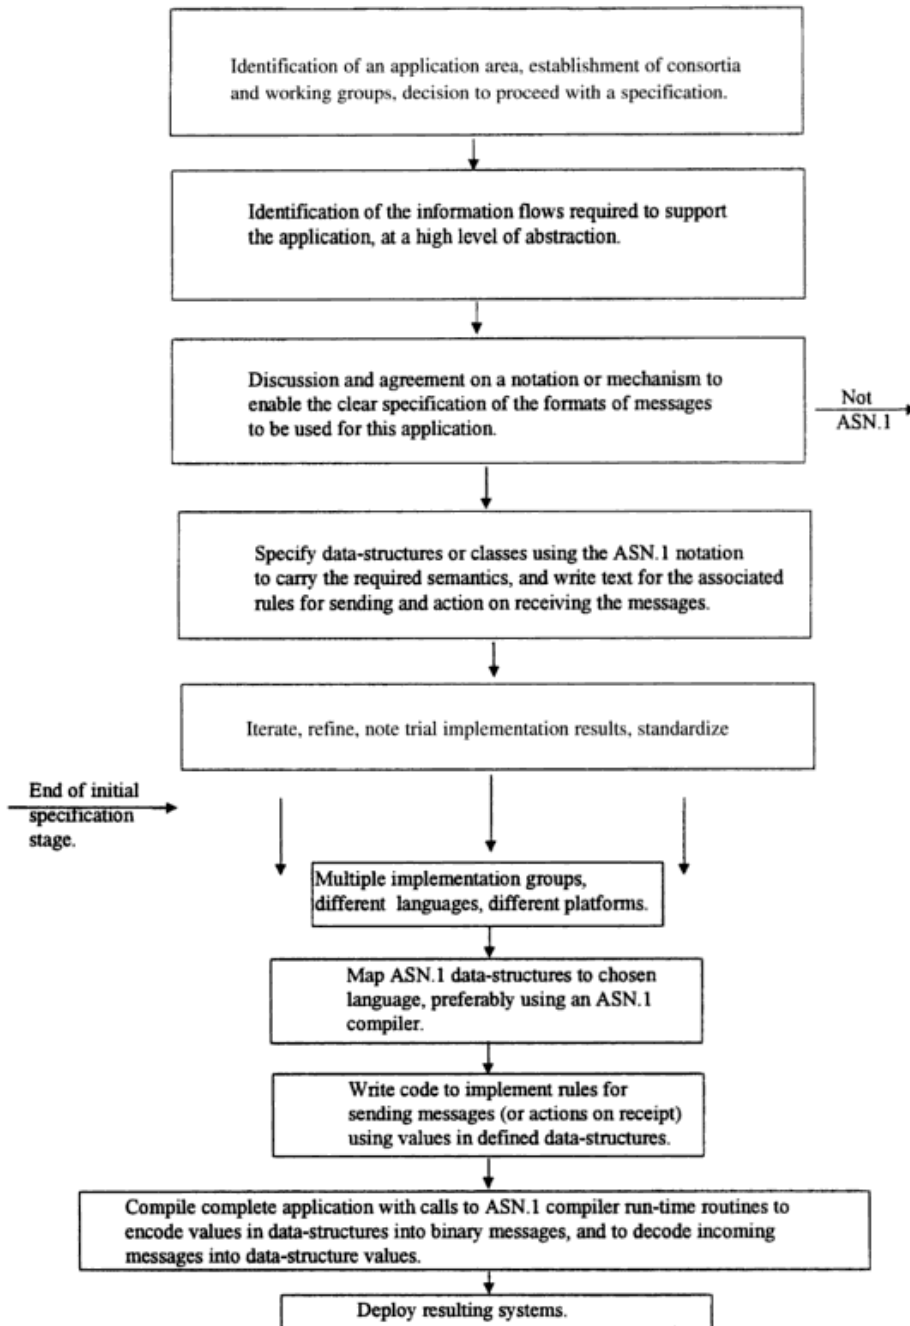 Identification of an application area, establishment of consortia
and working groups, decision to proceed with a specification.
Identification of the information flows required to support
the application, at a high level of abstraction.
Discussion and agreement on a notation or mechanism to
enable the clear specification of the formats of messages
to be used for this application.
Not
ASN.1
Specify data-structures or classes using the ASN.1 notation
to carry the required semantics, and write text for the associated
rules for sending and action on receiving the messages.
Iterate, refine, note trial implementation results, standardize
End of initial
specification
stage.
Multiple implementation groups,
different languages, different platforms.
Map ASN.1 data-structures to chosen
language, preferably using an ASN.1
compiler.
Write code to implement rules for
sending messages (or actions on receipt)
using values in defined data-structures.
Compile complete application with calls to ASN.1 compiler run-time routines to
encode values in data-structures into binary messages, and to decode incoming
messages into data-structure values.
Deploy resulting systems.